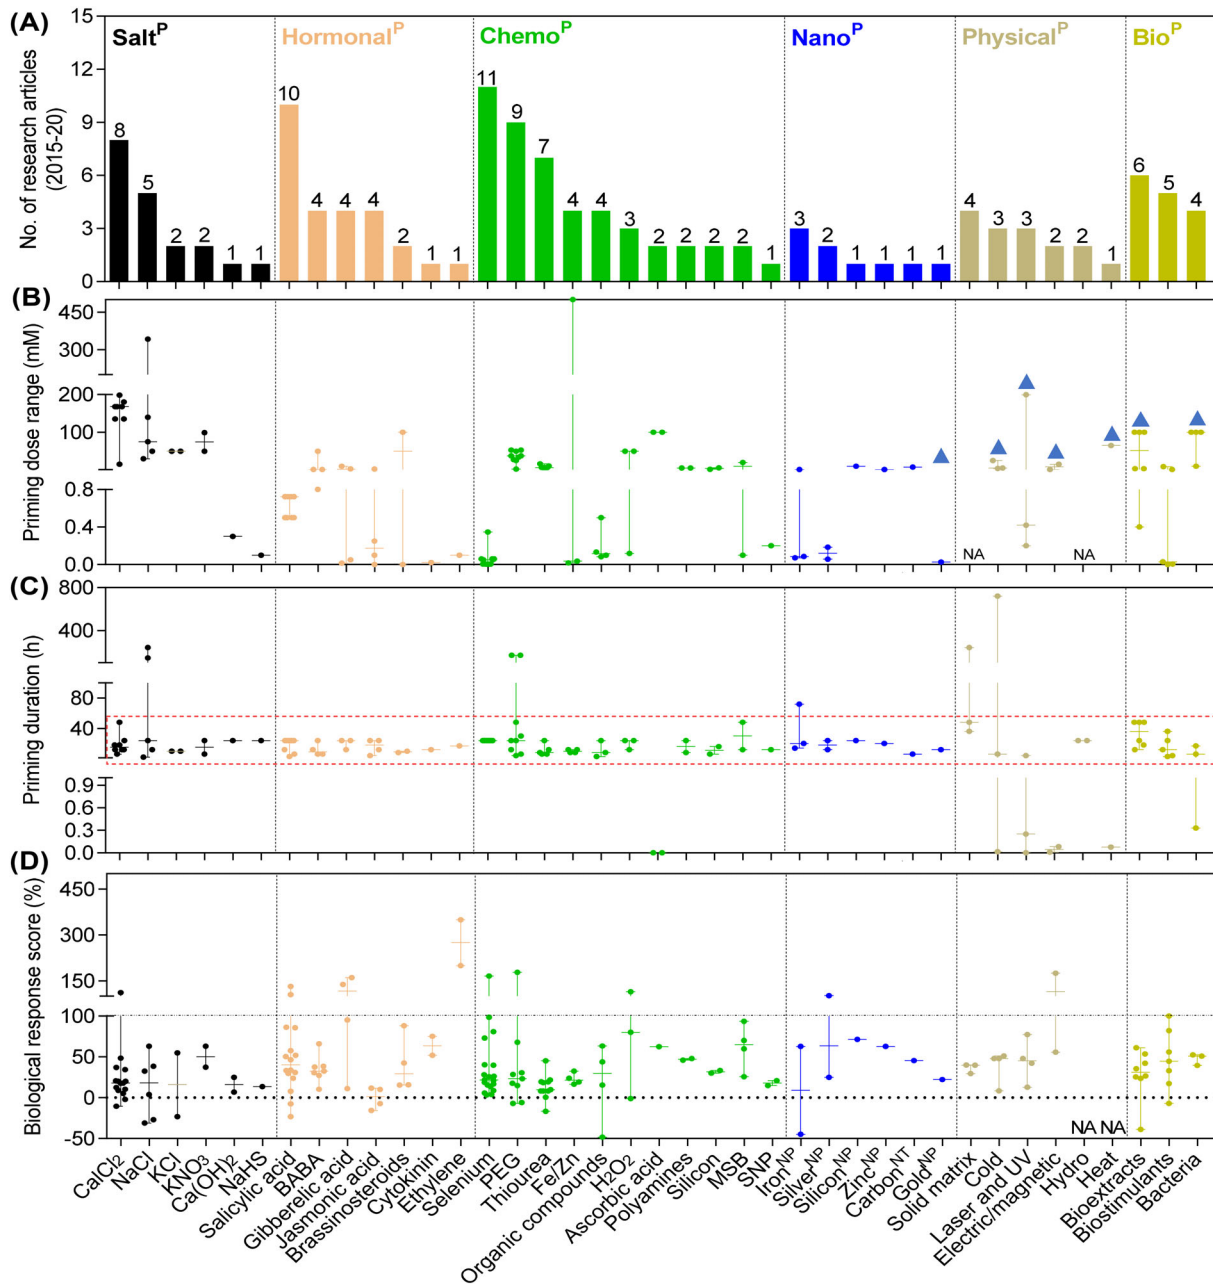 (A)
Salt^P Hormonal^P Chemo^P Nano^P Physical^P Bio^P
No. of research articles
(2015-20)
15
12
9
6
3
0
8 5 2 2 1 1 10 4 4 4 2 1 1 11 9 7 4 4 3 2 2 2 2 1 3 2 1 1 1 1 4 3 3 2 2 1 6 5 4
(B)
Priming dose range (mM)
450
300
200
100
0.8
0.4
0.0
NA NA
(C)
Priming duration (h)
800
400
80
40
0.9
0.6
0.3
0.0
(D)
Biological response score (%)
450
300
150
100
50
0
-50
NA NA
CalCl2
NaCl
KCl
KNO3
Ca(OH)2
NaHS
Salicylic acid
BABA
Gibberelic acid
Jasmonic acid
Brassinosteroids
Cytokinin
Ethylene
Selenium
PEG
Thiourea
Fe/Zn
Organic compounds
H2O2
Ascorbic acid
Polyamines
Silicon
MSB
SNP
Iron^NP
Silver^NP
Silicon^NP
Zinc^NP
Carbon^NT
Gold^NP
Solid matrix
Cold
Laser and UV
Electric/magnetic
Hydro
Heat
Bioextracts
Biostimulants
Bacteria